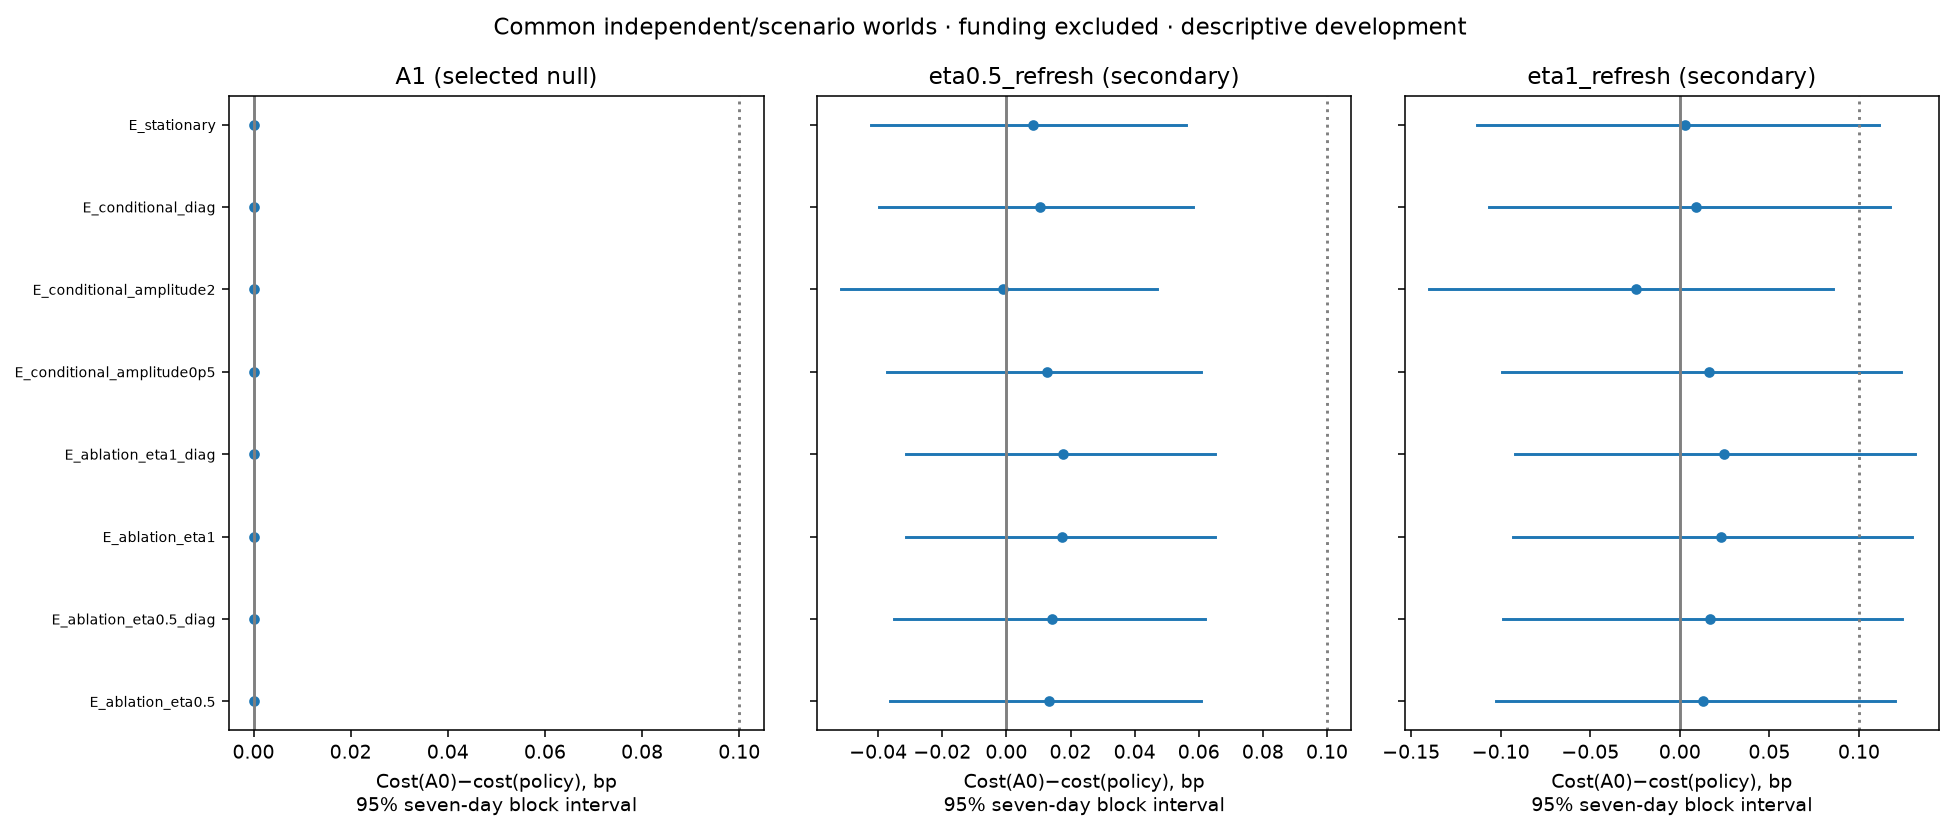 Common independent/scenario worlds · funding excluded · descriptive development
A1 (selected null)
eta0.5_refresh (secondary)
eta1_refresh (secondary)
E_stationary
E_conditional_diag
E_conditional_amplitude2
E_conditional_amplitude0p5
E_ablation_eta1_diag
E_ablation_eta1
E_ablation_eta0.5_diag
E_ablation_eta0.5
0.00 0.02 0.04 0.06 0.08 0.10
Cost(A0)−cost(policy), bp
95% seven-day block interval
−0.04 −0.02 0.00 0.02 0.04 0.06 0.08 0.10
Cost(A0)−cost(policy), bp
95% seven-day block interval
−0.15 −0.10 −0.05 0.00 0.05 0.10
Cost(A0)−cost(policy), bp
95% seven-day block interval